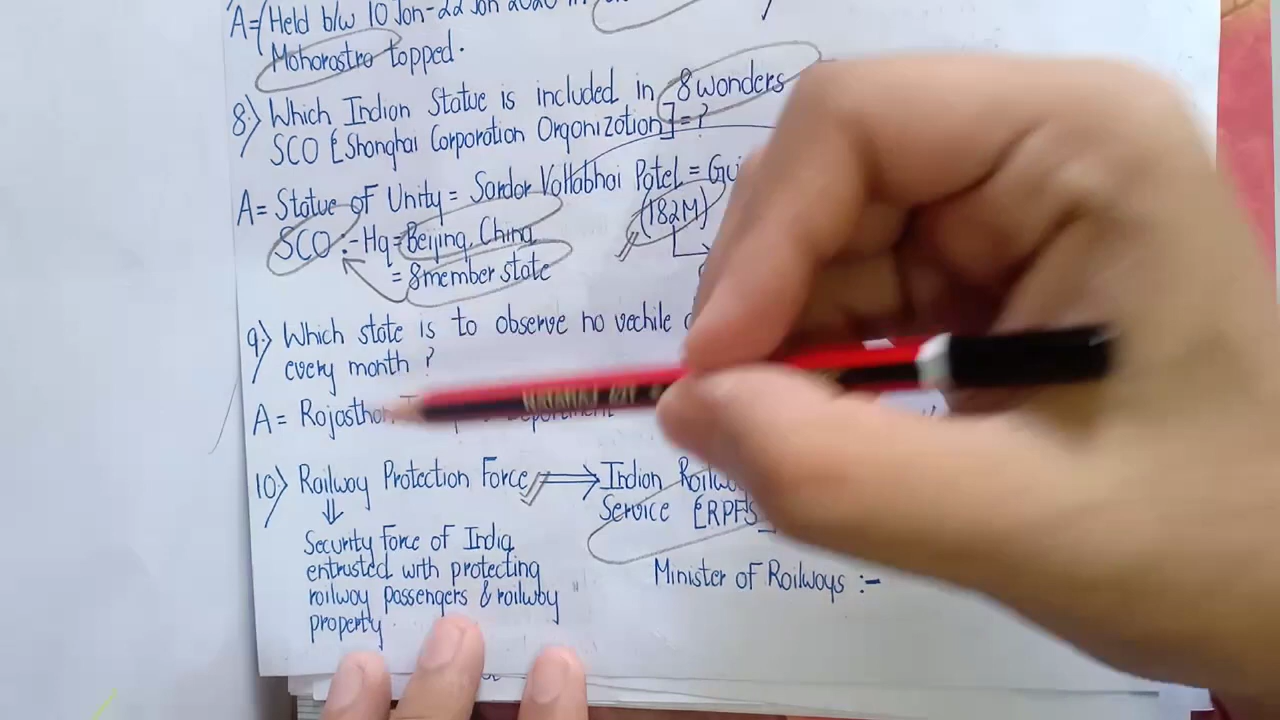 A= (Held b/w 10 Jan-22 Jan 2020 in
Maharastra topped.
8) Which Indian Statue is included in 8 wonders
SCO [Shanghai Corporation Organization] = ?
A= Statue of Unity = Sardar Vallabhai Patel =
(182M)
SCO :- Hq = Beijing, China
= 8 member state
9) Which state is to observe no vechile
every month ?
A= Rajasthan
10) Railway Protection Force ⇒ Indian Railway
Service [RPFS]
Security Force of India
entrusted with protecting
railway passengers & railway
property
Minister of Railways :-